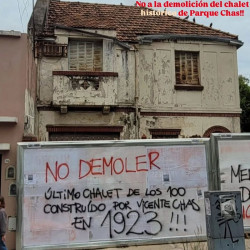 No a la demolición del chalet
histórico de Parque Chas!!
NO DEMOLER
ÚLTIMO CHALET DE LOS 100
CONSTRUÍDO POR VICENTE CHAS
EN 1923!!!